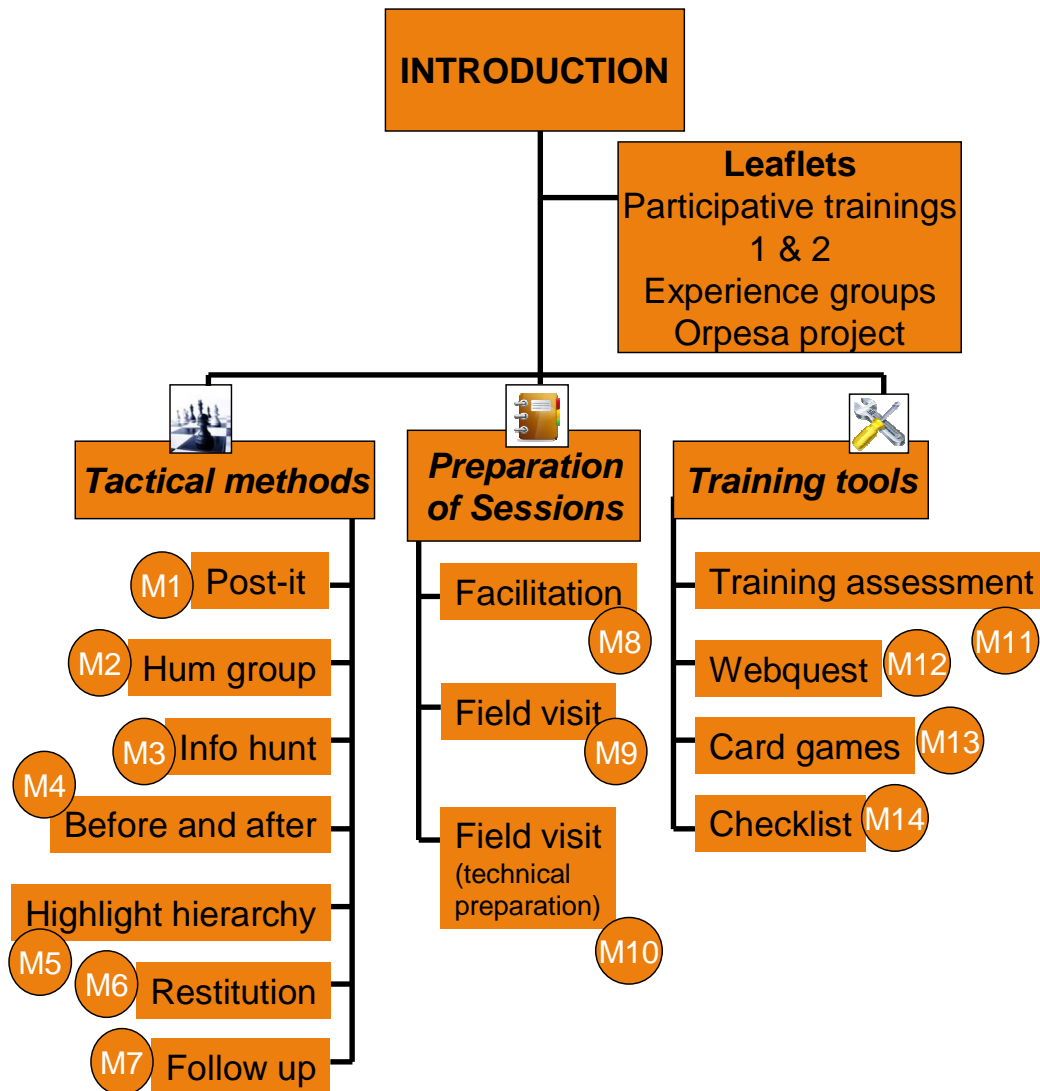 INTRODUCTION
Leaflets
Participative trainings
1 & 2
Experience groups
Orpesa project
Tactical methods
M1
Post-it
M2
Hum group
M3
Info hunt
M4
Before and after
Highlight hierarchy
M5
M6
Restitution
M7
Follow up
Preparation
of Sessions
Facilitation
M8
Field visit
M9
Field visit
(technical
preparation)
M10
Training tools
Training assessment
M11
Webquest
M12
Card games
M13
Checklist
M14